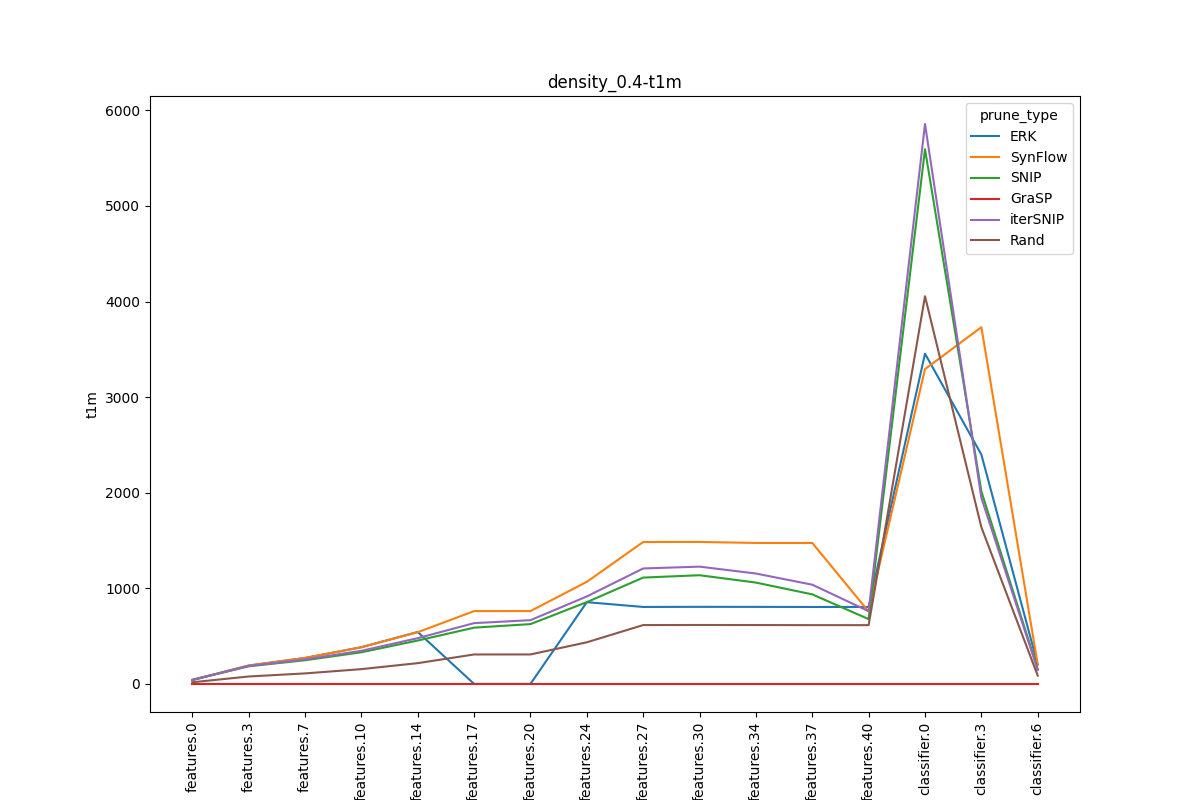 density_0.4-t1m
6000
5000
4000
3000
2000
1000
0
t1m
prune_type
ERK
SynFlow
SNIP
GraSP
iterSNIP
Rand
features.0
features.3
features.7
features.10
features.14
features.17
features.20
features.24
features.27
features.30
features.34
features.37
features.40
classifier.0
classifier.3
classifier.6